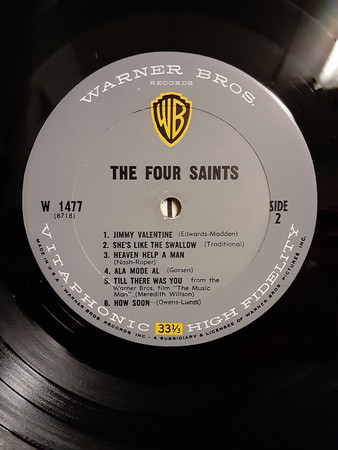 WARNER BROS.
RECORDS
WB
THE FOUR SAINTS
W 1477
(8718)
SIDE
2
1. JIMMY VALENTINE (Edwards-Madden)
2. SHE'S LIKE THE SWALLOW (Traditional)
3. HEAVEN HELP A MAN
(Nash-Roper)
4. ALA MODE AL (Garsen)
5. TILL THERE WAS YOU from the
Warner Bros. film "The Music
Man" (Meredith Willson)
6. HOW SOON (Owens-Lucas)
VITAPHONIC HIGH FIDELITY
33⅓
MADE IN U.S.A. • WARNER BROS. RECORDS INC. • A SUBSIDIARY & LICENSEE OF WARNER BROS. PICTURES INC.